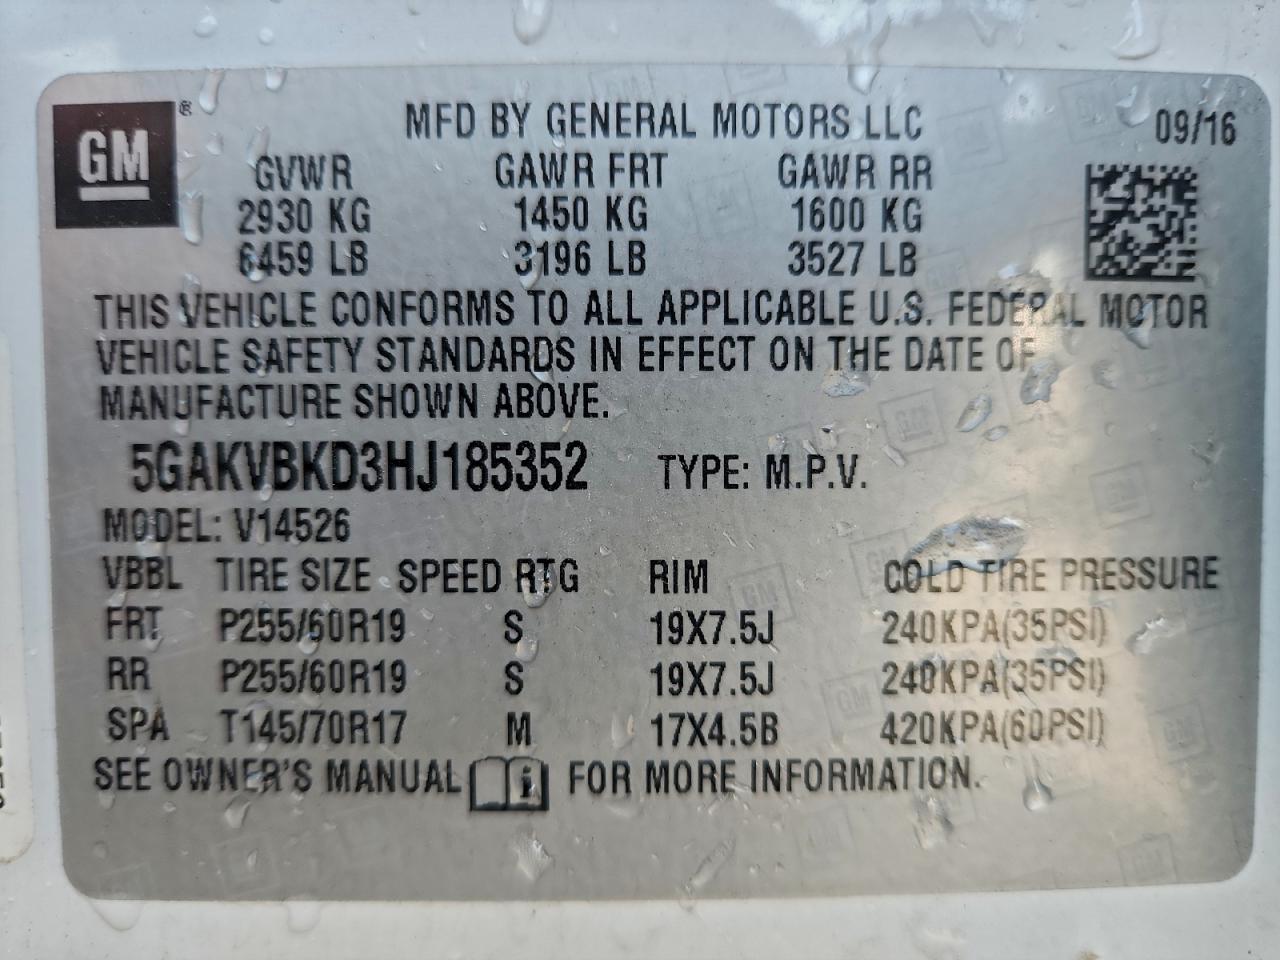 GM ® MFD BY GENERAL MOTORS LLC 09/16
GVWR GAWR FRT GAWR RR
2930 KG 1450 KG 1600 KG
6459 LB 3196 LB 3527 LB
THIS VEHICLE CONFORMS TO ALL APPLICABLE U.S. FEDERAL MOTOR
VEHICLE SAFETY STANDARDS IN EFFECT ON THE DATE OF
MANUFACTURE SHOWN ABOVE.
5GAKVBKD3HJ185352 TYPE: M.P.V.
MODEL: V14526
VBBL TIRE SIZE SPEED RTG RIM COLD TIRE PRESSURE
FRT P255/60R19 S 19X7.5J 240KPA(35PSI)
RR P255/60R19 S 19X7.5J 240KPA(35PSI)
SPA T145/70R17 M 17X4.5B 420KPA(60PSI)
SEE OWNER'S MANUAL i FOR MORE INFORMATION.